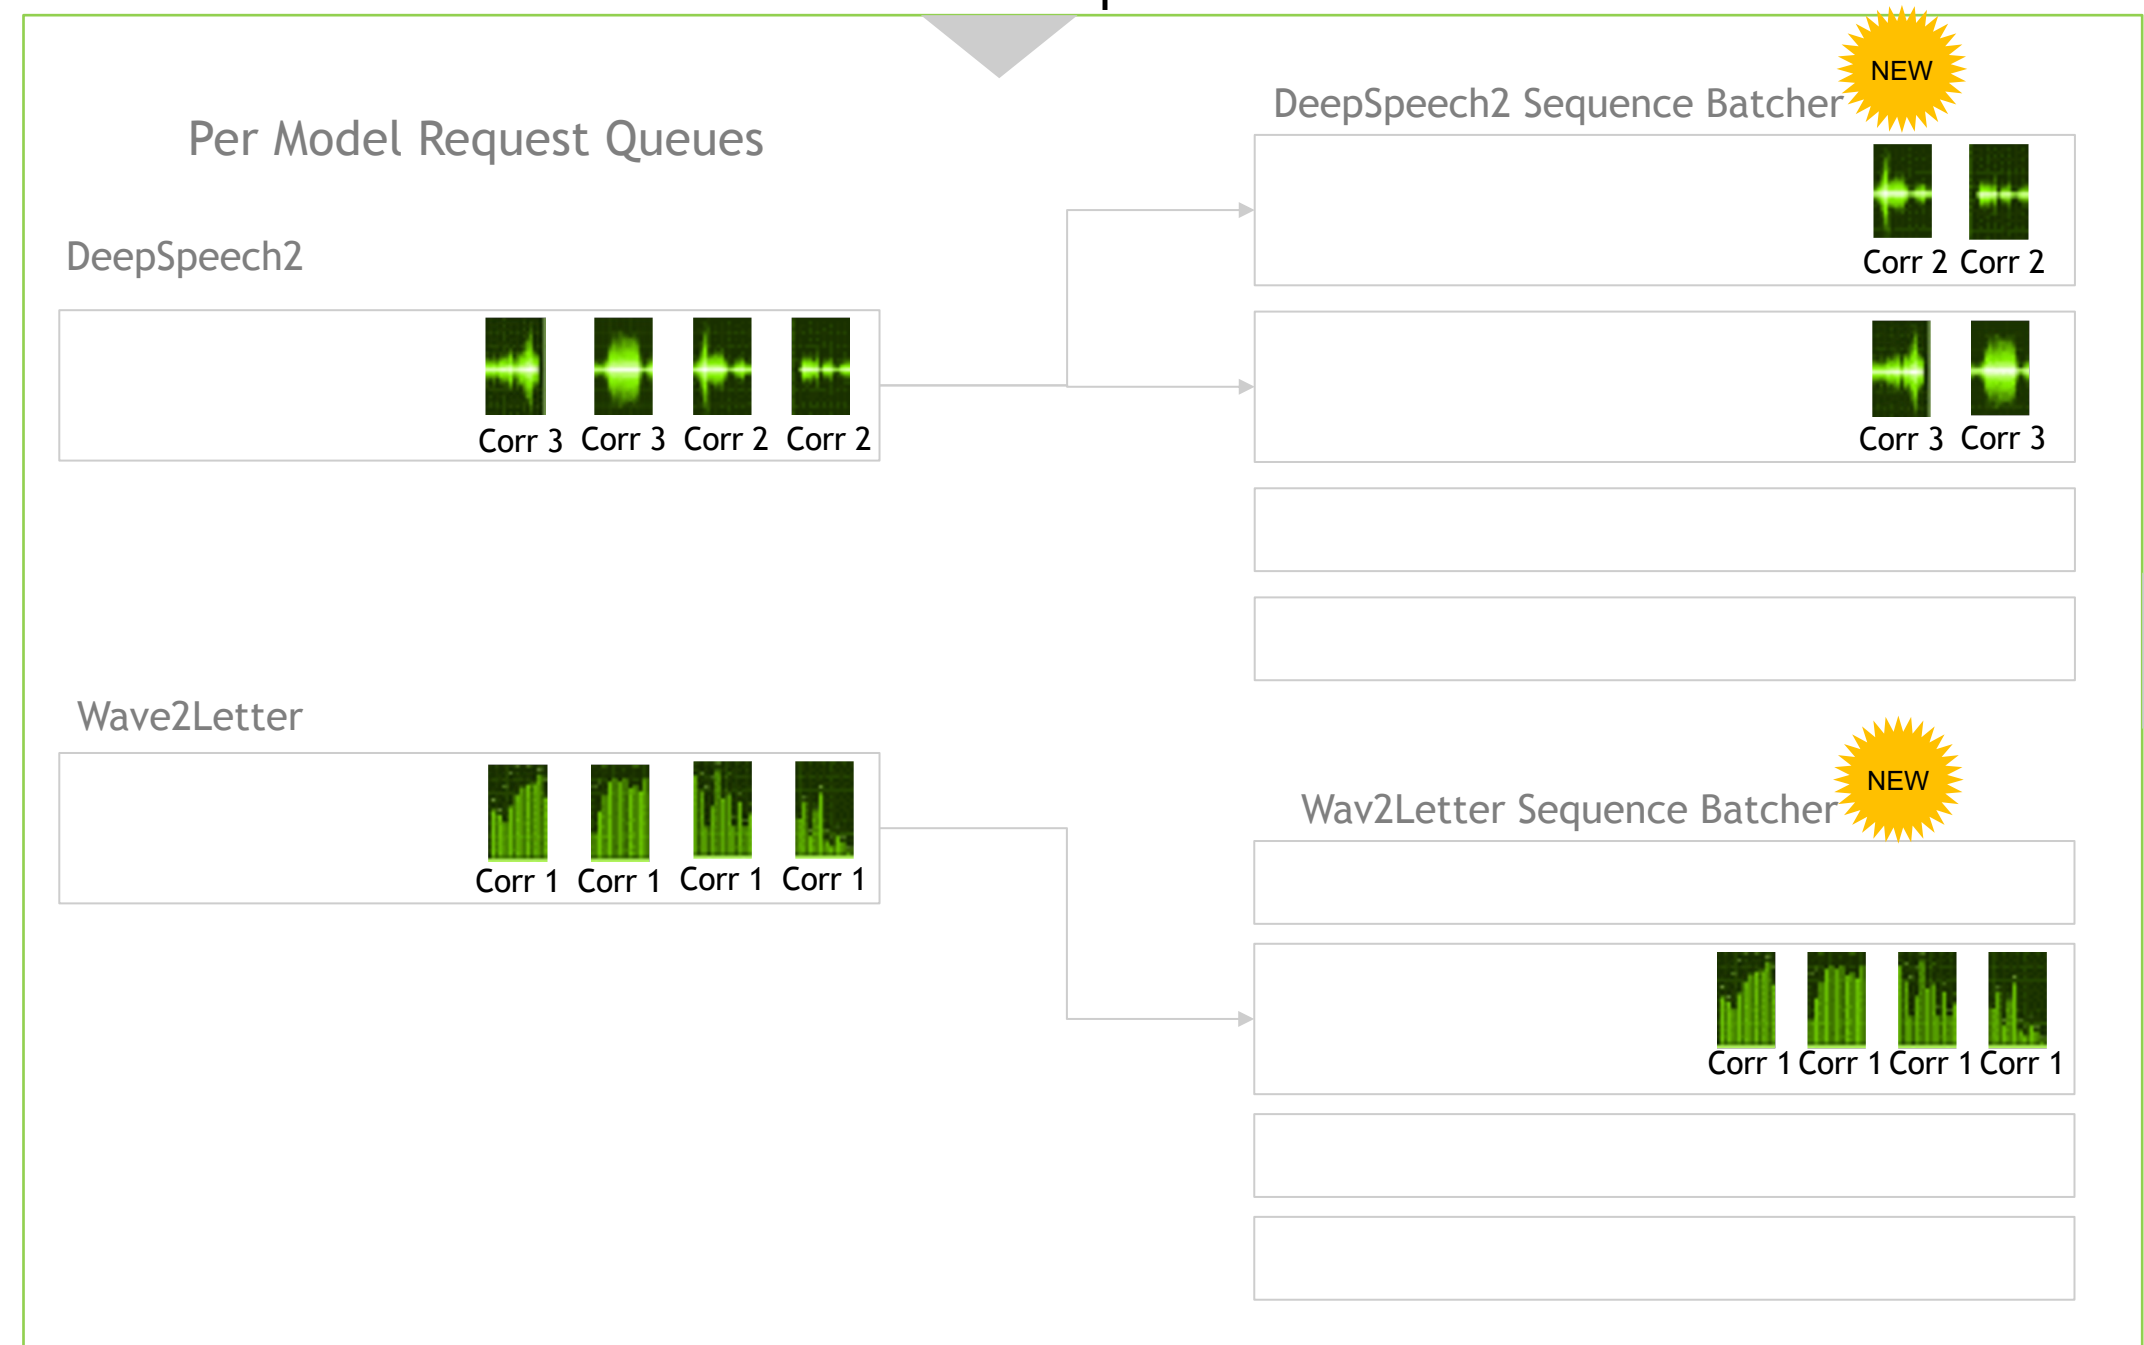 Per Model Request Queues
DeepSpeech2
Corr 3 Corr 3 Corr 2 Corr 2
Wave2Letter
Corr 1 Corr 1 Corr 1 Corr 1
DeepSpeech2 Sequence Batcher
NEW
Corr 2 Corr 2
Corr 3 Corr 3
Wav2Letter Sequence Batcher
NEW
Corr 1 Corr 1 Corr 1 Corr 1